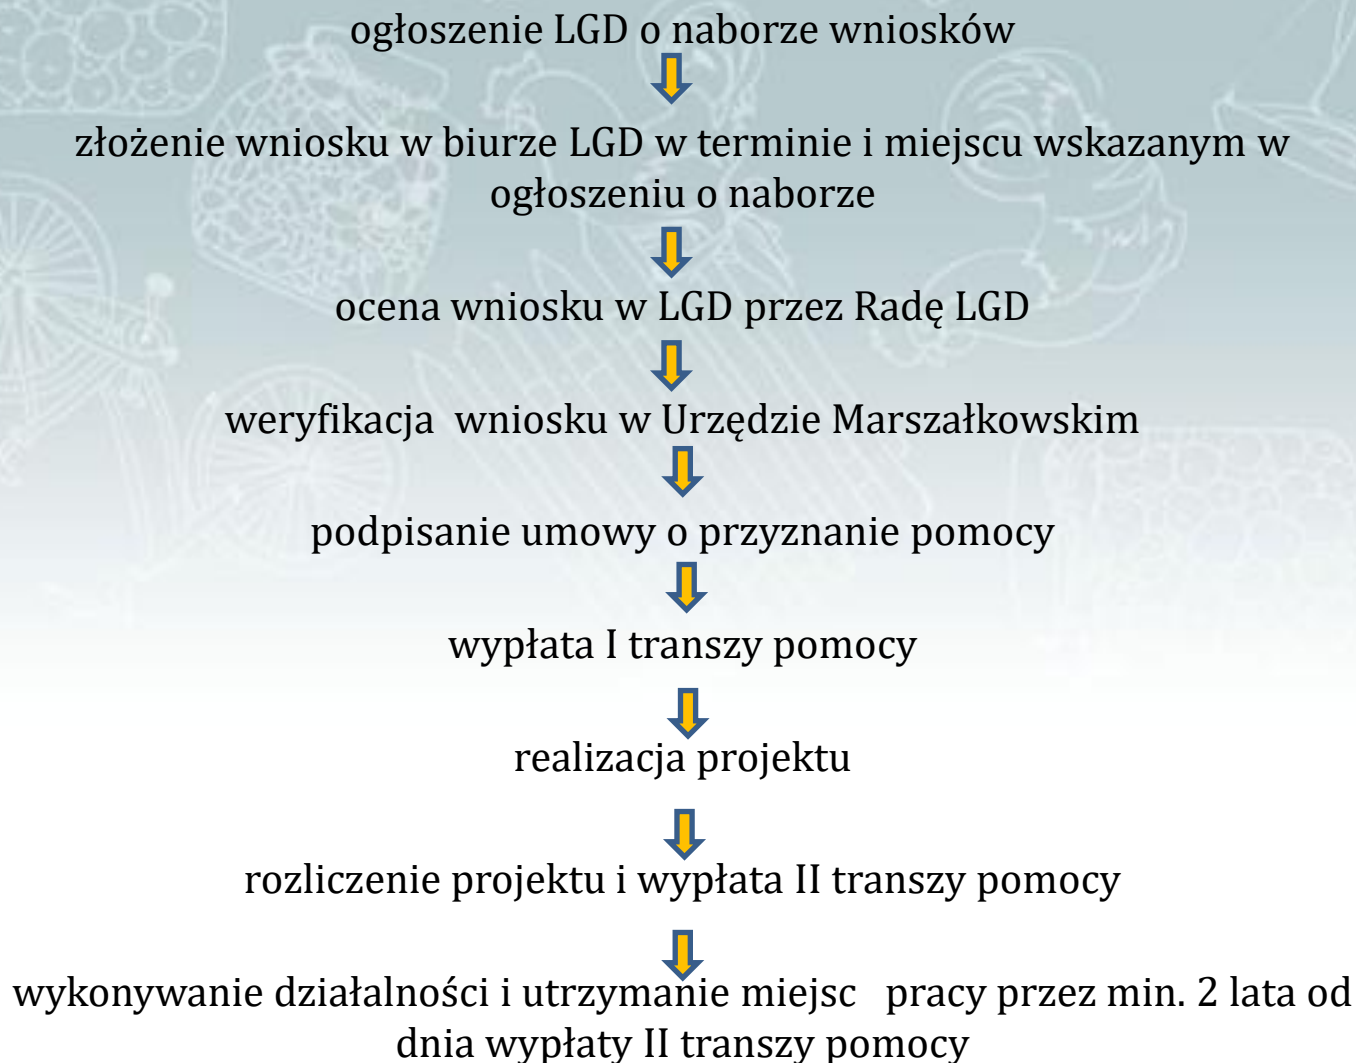 ogłoszenie LGD o naborze wniosków
złożenie wniosku w biurze LGD w terminie i miejscu wskazanym w
ogłoszeniu o naborze
ocena wniosku w LGD przez Radę LGD
weryfikacja  wniosku w Urzędzie Marszałkowskim
podpisanie umowy o przyznanie pomocy
wypłata I transzy pomocy
realizacja projektu
rozliczenie projektu i wypłata II transzy pomocy
wykonywanie działalności i utrzymanie miejsc   pracy przez min. 2 lata od
dnia wypłaty II transzy pomocy